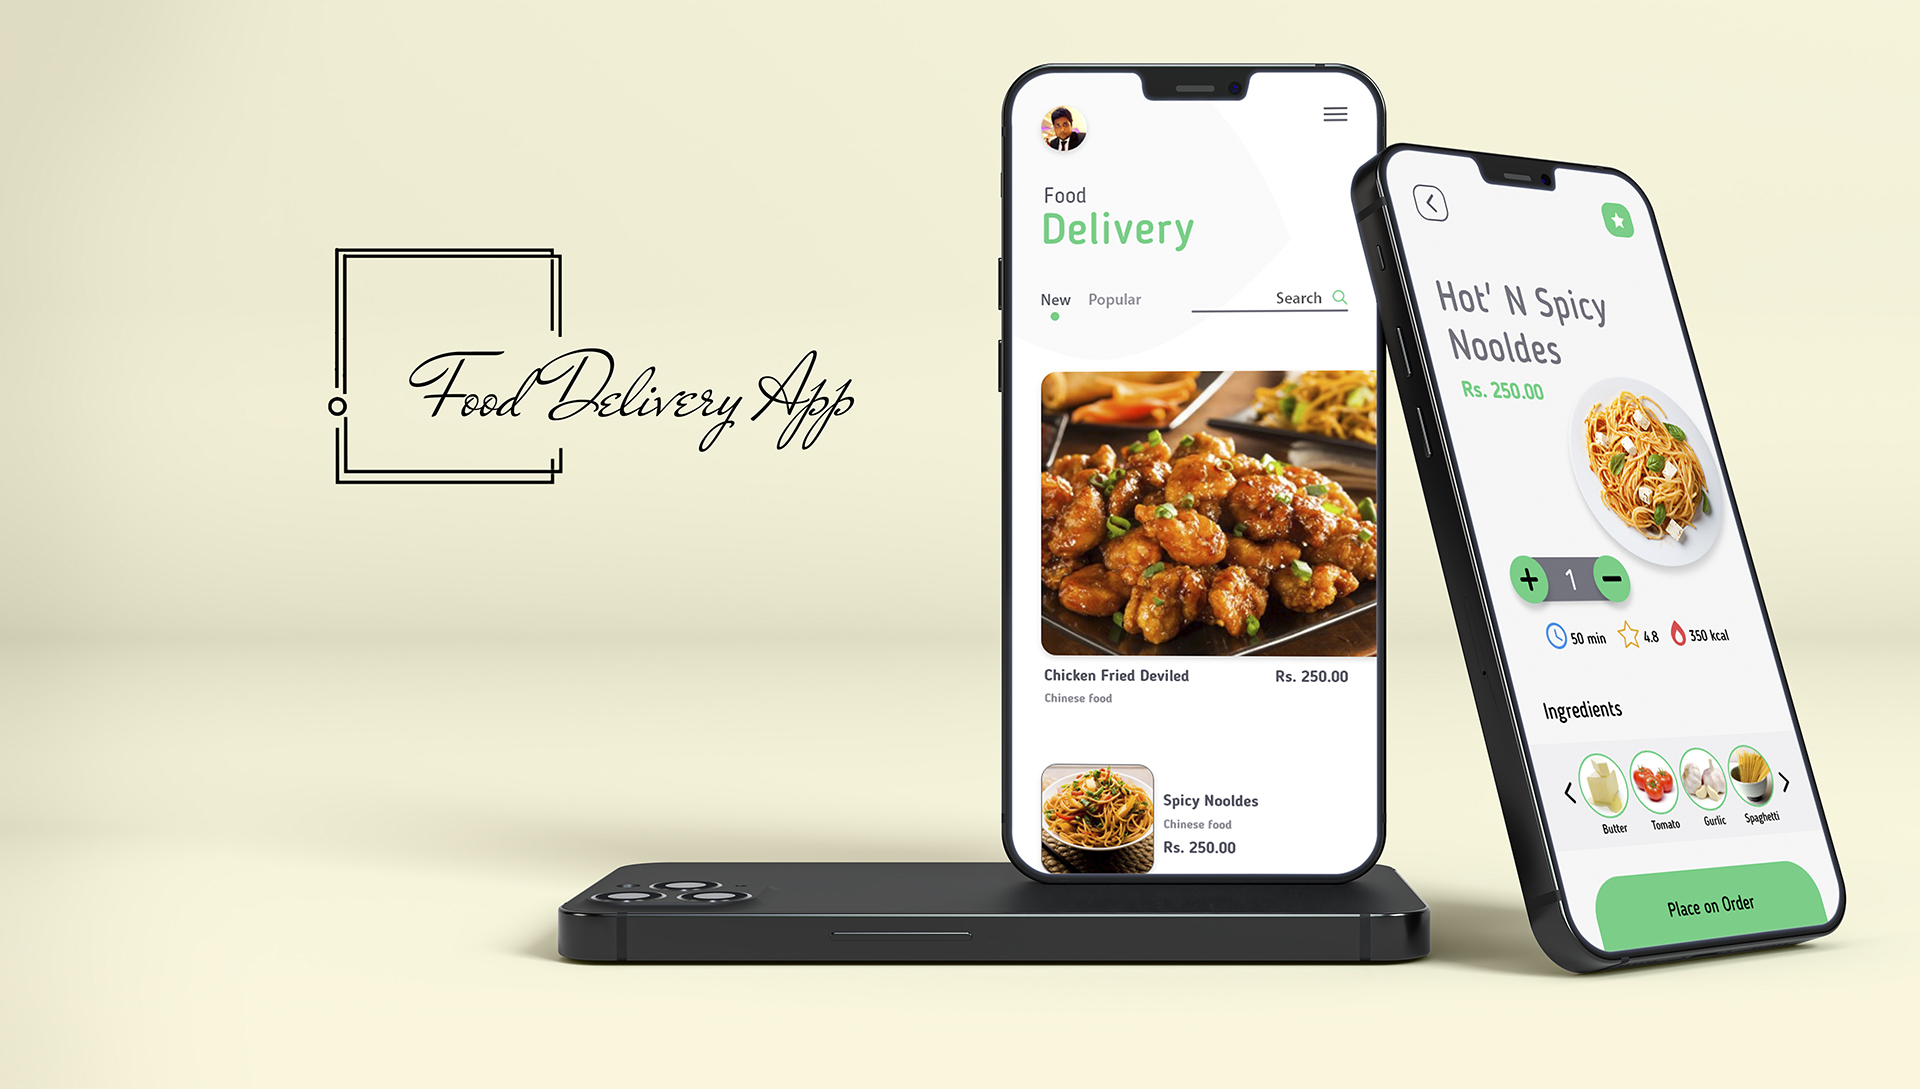 Food Delivery App
Food
Delivery
New Popular Search
Chicken Fried Deviled Rs. 250.00
Chinese food
Spicy Nooldes
Chinese food
Rs. 250.00
Hot' N Spicy
Nooldes
Rs. 250.00
1
50 min 4.8 350 kcal
Ingredients
Butter Tomato Gurlic Spaghetti
Place on Order